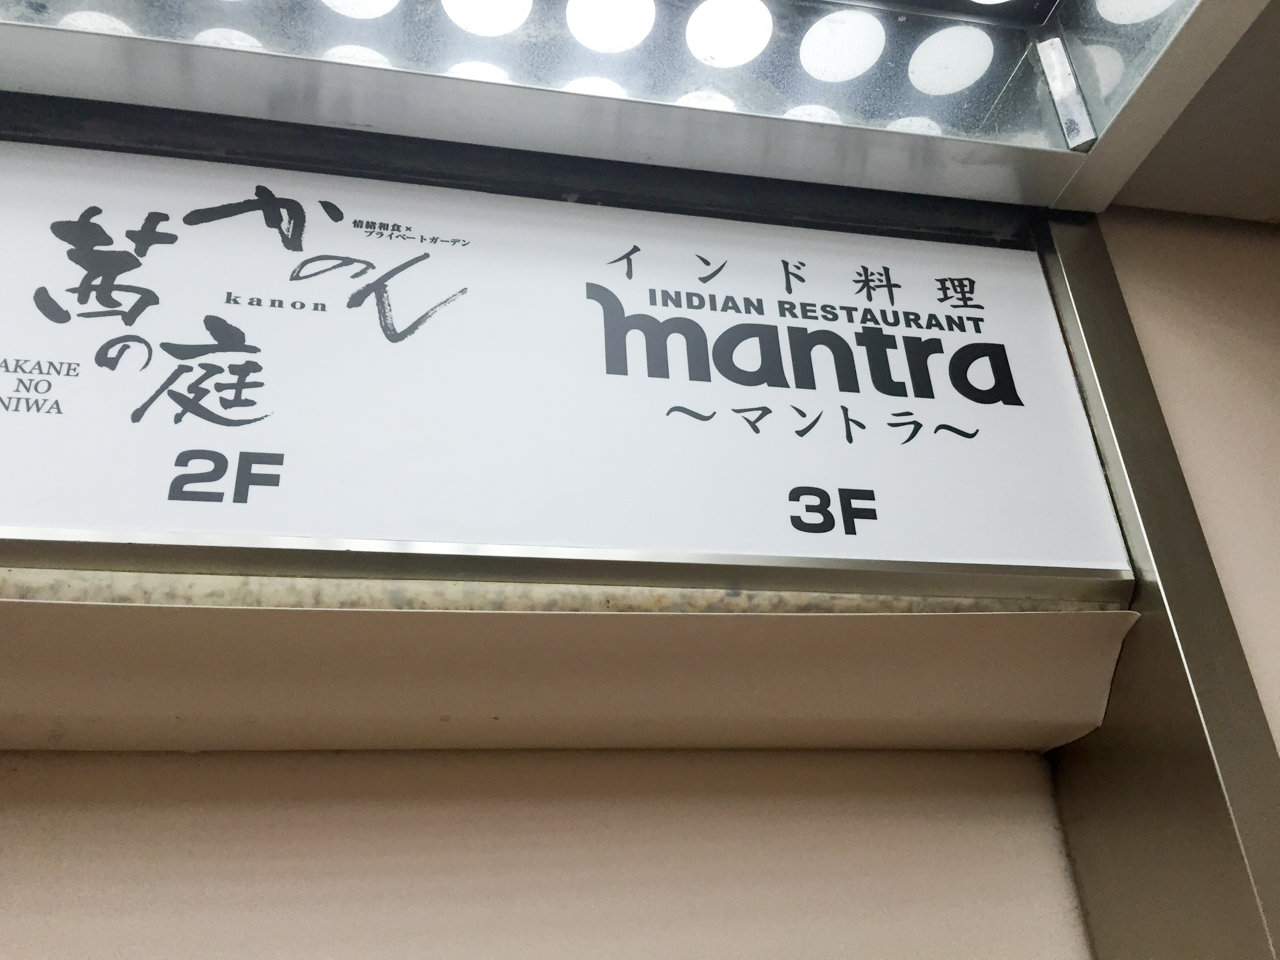 茜の庭
AKANE
NO
NIWA
かのん
kanon
情緒和食×
プライベートガーデン
2F
インド料理
INDIAN RESTAURANT
mantra
～マントラ～
3F